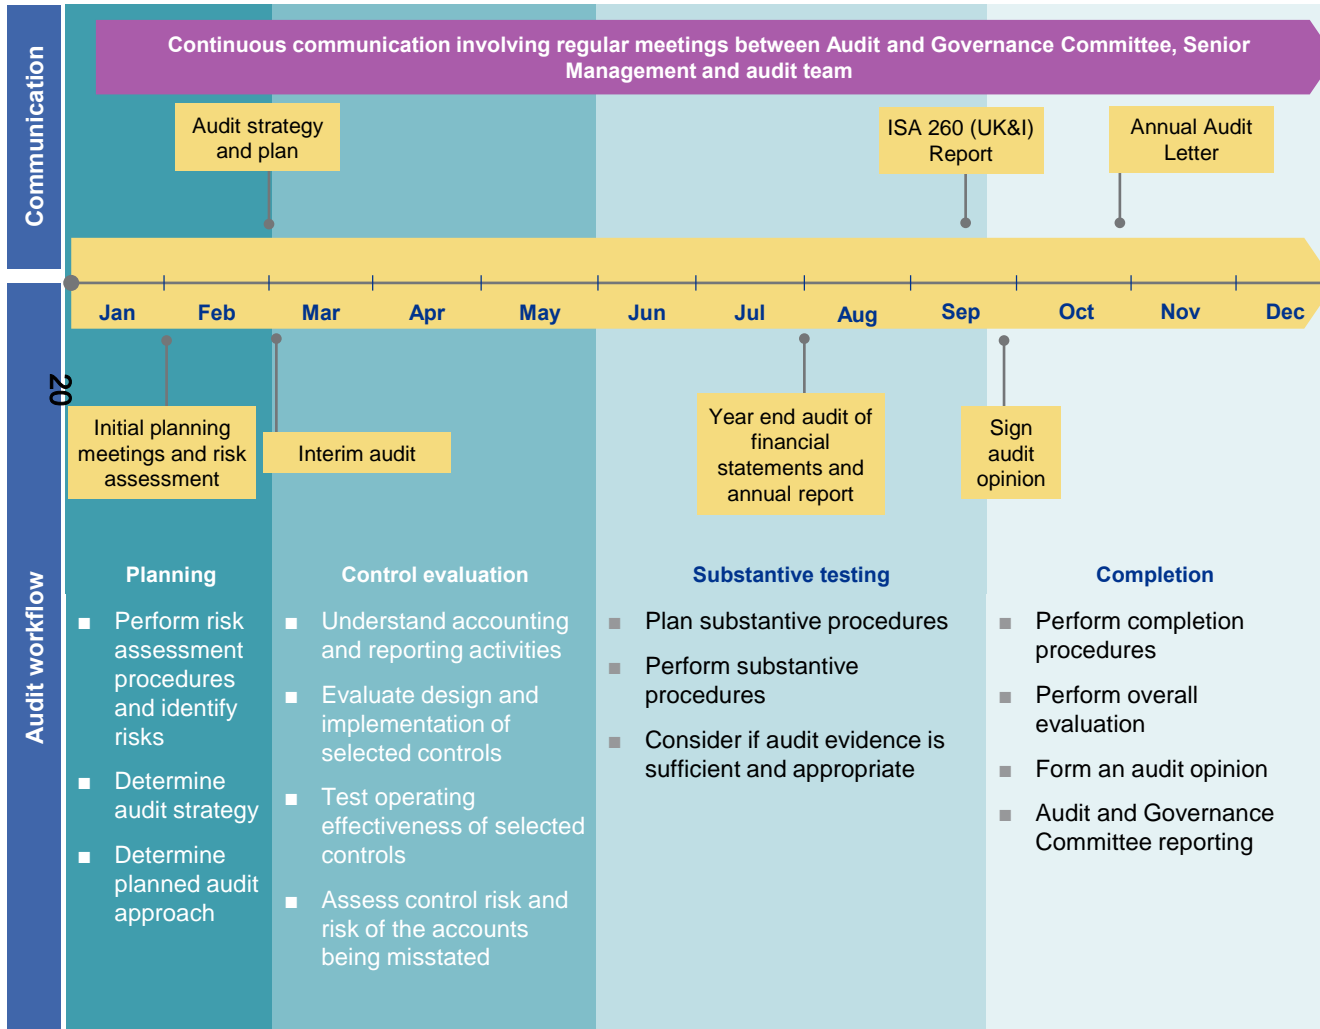 Communication
Continuous communication involving regular meetings between Audit and Governance Committee, Senior
Management and audit team
Audit strategy
and plan
ISA 260 (UK&I)
Report
Annual Audit
Letter
Jan Feb Mar Apr May Jun Jul Aug Sep Oct Nov Dec
20
Initial planning
meetings and risk
assessment
Interim audit
Year end audit of
financial
statements and
annual report
Sign
audit
opinion
Audit workflow
Planning
■ Perform risk
assessment
procedures
and identify
risks
■ Determine
audit strategy
■ Determine
planned audit
approach
Control evaluation
■ Understand accounting
and reporting activities
■ Evaluate design and
implementation of
selected controls
■ Test operating
effectiveness of selected
controls
■ Assess control risk and
risk of the accounts
being misstated
Substantive testing
■ Plan substantive procedures
■ Perform substantive
procedures
■ Consider if audit evidence is
sufficient and appropriate
Completion
■ Perform completion
procedures
■ Perform overall
evaluation
■ Form an audit opinion
■ Audit and Governance
Committee reporting